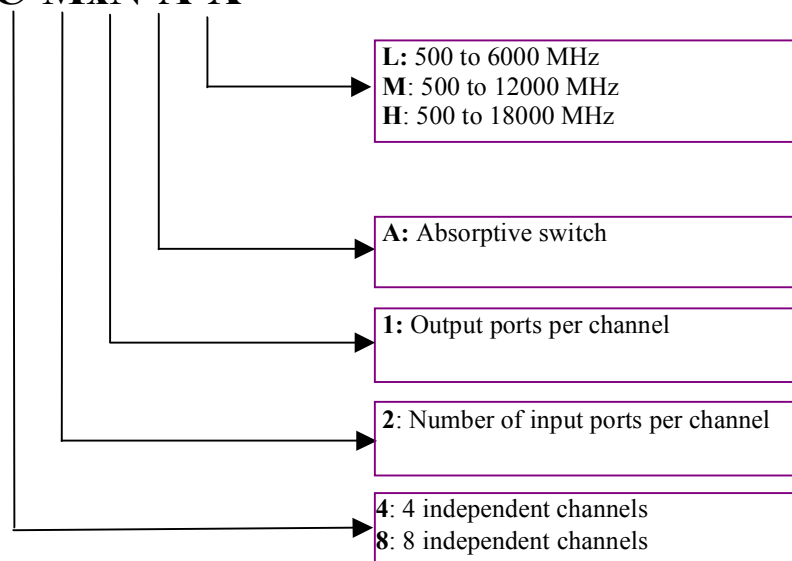 L: 500 to 6000 MHz
M: 500 to 12000 MHz
H: 500 to 18000 MHz
A: Absorptive switch
1: Output ports per channel
2: Number of input ports per channel
4: 4 independent channels
8: 8 independent channels